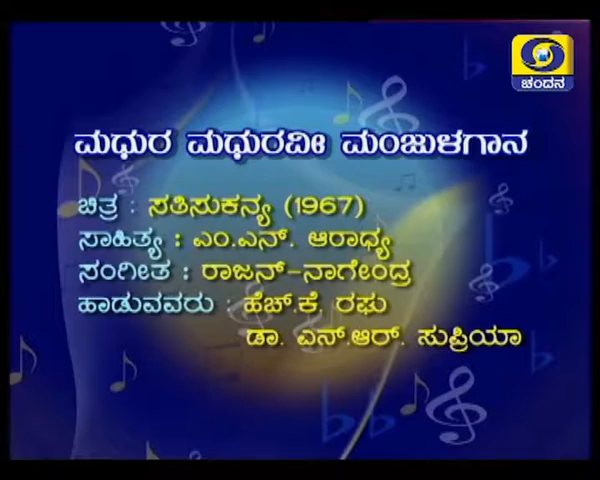 ಚಂದನ
ಮಧುರ ಮಧುರವೀ ಮಂಜುಳಗಾನ
ಚಿತ್ರ : ಸತಿಸುಕನ್ಯ (1967)
ಸಾಹಿತ್ಯ : ಎಂ.ಎನ್. ಆರಾಧ್ಯ
ಸಂಗೀತ : ರಾಜನ್-ನಾಗೇಂದ್ರ
ಹಾಡುವವರು : ಹೆಚ್.ಕೆ. ರಘು
ಡಾ. ಎನ್.ಆರ್. ಸುಪ್ರಿಯಾ